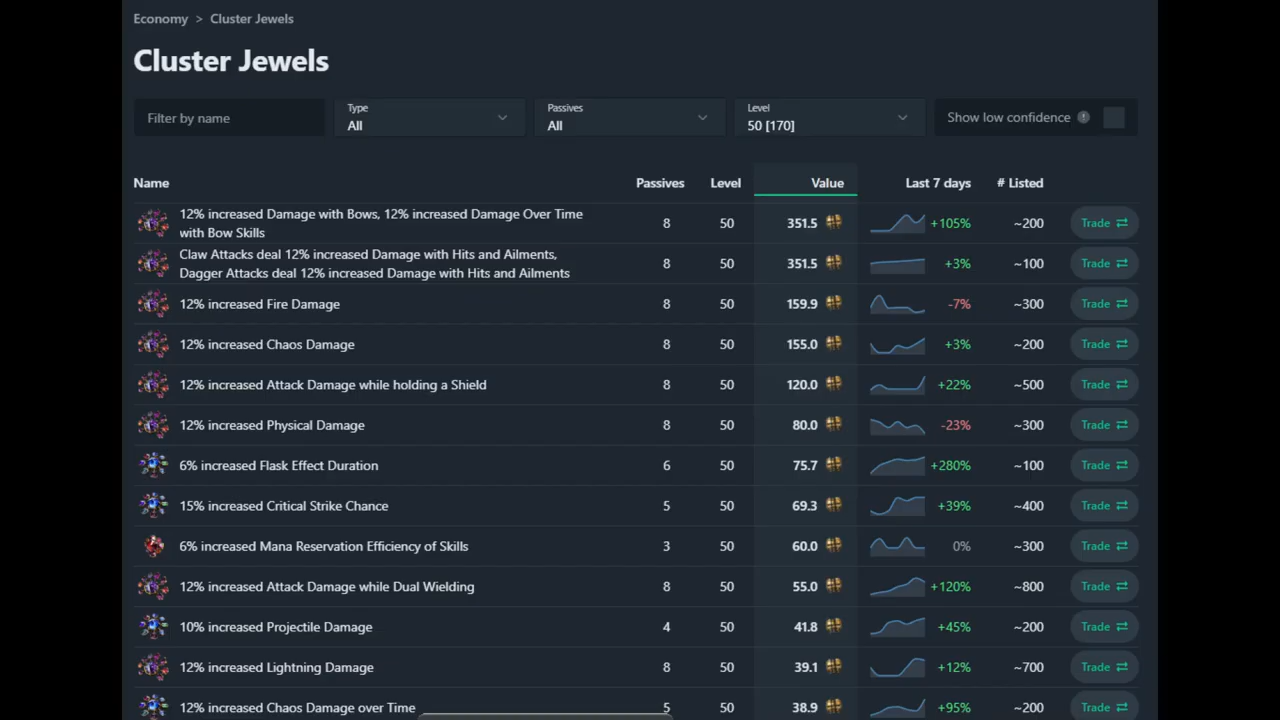 Economy > Cluster Jewels
Cluster Jewels
Filter by name
Type
All
Passives
All
Level
50 [170]
Show low confidence
Name Passives Level Value Last 7 days # Listed
12% increased Damage with Bows, 12% increased Damage Over Time
with Bow Skills
8 50 351.5 +105% ~200 Trade
Claw Attacks deal 12% increased Damage with Hits and Ailments,
Dagger Attacks deal 12% increased Damage with Hits and Ailments
8 50 351.5 +3% ~100 Trade
12% increased Fire Damage 8 50 159.9 -7% ~300 Trade
12% increased Chaos Damage 8 50 155.0 +3% ~200 Trade
12% increased Attack Damage while holding a Shield 8 50 120.0 +22% ~500 Trade
12% increased Physical Damage 8 50 80.0 -23% ~300 Trade
6% increased Flask Effect Duration 6 50 75.7 +280% ~100 Trade
15% increased Critical Strike Chance 5 50 69.3 +39% ~400 Trade
6% increased Mana Reservation Efficiency of Skills 3 50 60.0 0% ~300 Trade
12% increased Attack Damage while Dual Wielding 8 50 55.0 +120% ~800 Trade
10% increased Projectile Damage 4 50 41.8 +45% ~200 Trade
12% increased Lightning Damage 8 50 39.1 +12% ~700 Trade
12% increased Chaos Damage over Time 5 50 38.9 +95% ~200 Trade